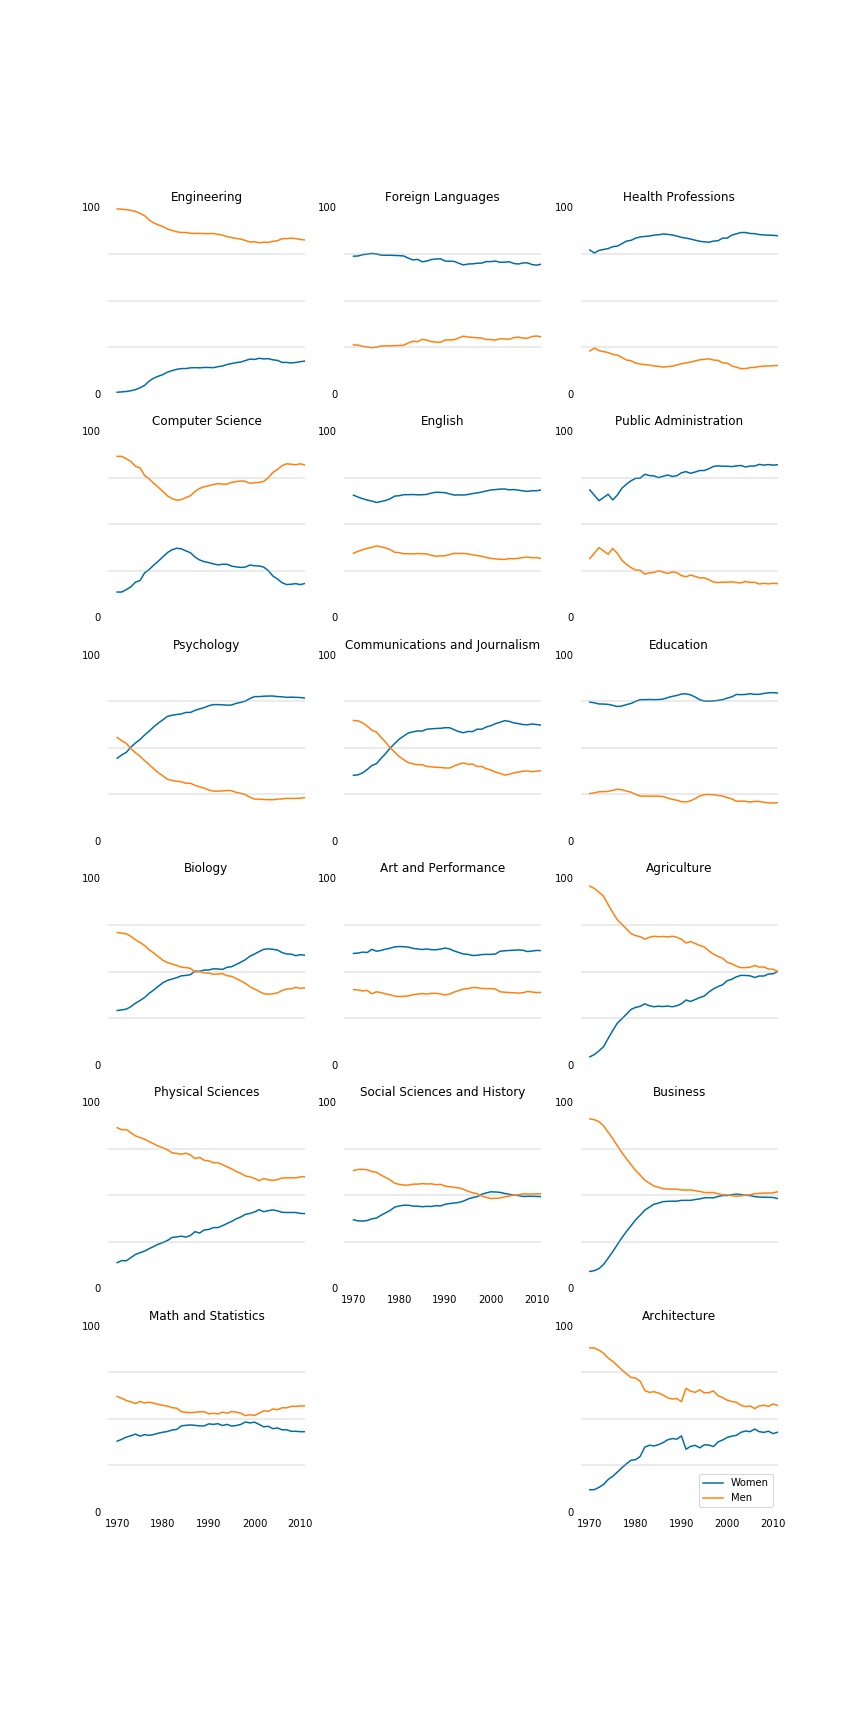 Engineering Foreign Languages Health Professions
100 100 100
0 0 0
Computer Science English Public Administration
100 100 100
0 0 0
Psychology Communications and Journalism Education
100 100 100
0 0 0
Biology Art and Performance Agriculture
100 100 100
0 0 0
Physical Sciences Social Sciences and History Business
100 100 100
0 0 0
1970 1980 1990 2000 2010
Math and Statistics Architecture
100 100
Women
Men
0 0
1970 1980 1990 2000 2010 1970 1980 1990 2000 2010